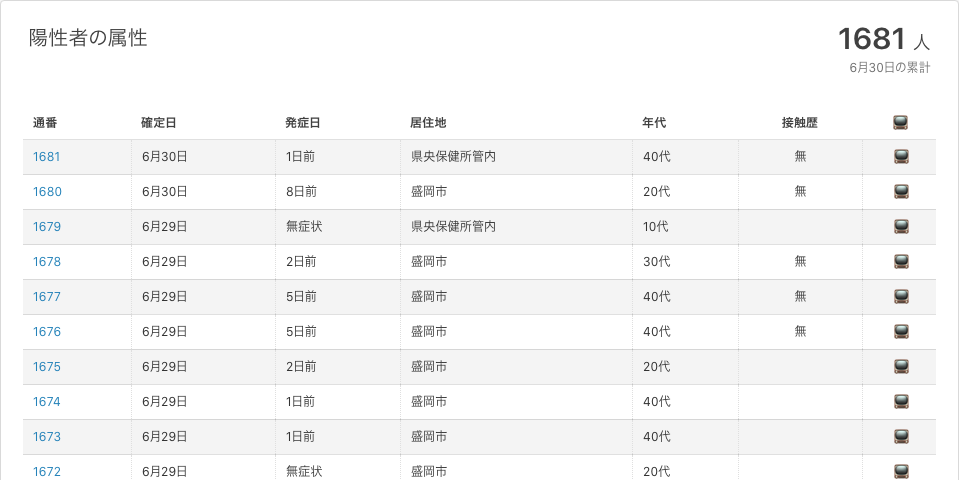 陽性者の属性
1681 人
6月30日の累計
通番 確定日 発症日 居住地 年代 接触歴
1681 6月30日 1日前 県央保健所管内 40代 無
1680 6月30日 8日前 盛岡市 20代 無
1679 6月29日 無症状 県央保健所管内 10代
1678 6月29日 2日前 盛岡市 30代 無
1677 6月29日 5日前 盛岡市 40代 無
1676 6月29日 5日前 盛岡市 40代 無
1675 6月29日 2日前 盛岡市 20代
1674 6月29日 1日前 盛岡市 40代
1673 6月29日 1日前 盛岡市 40代
1672 6月29日 無症状 盛岡市 20代